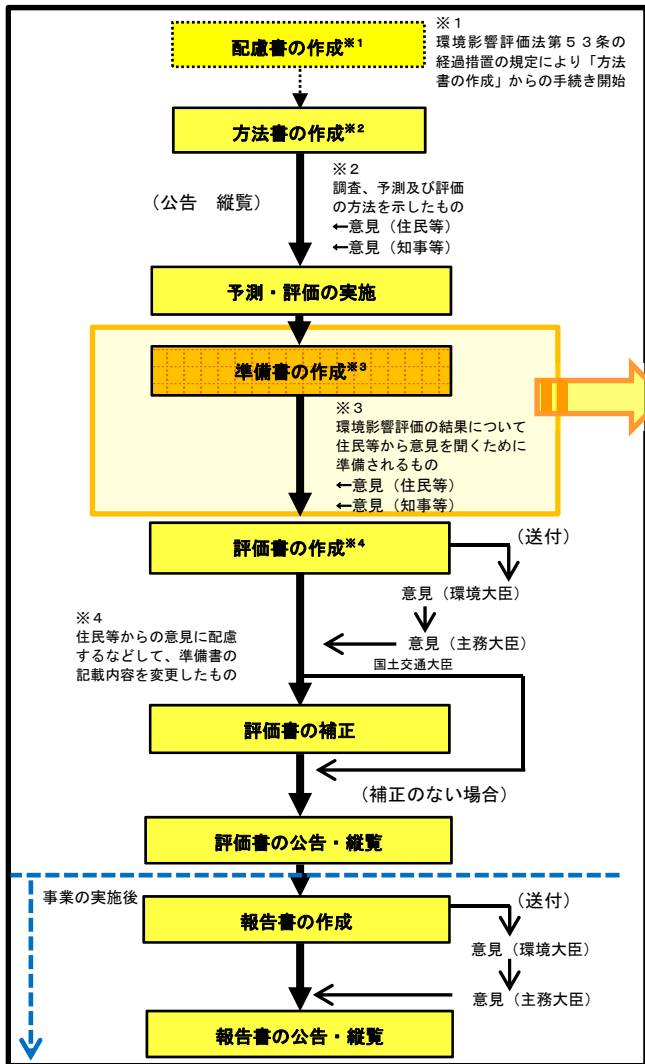 配慮書の作成※1
※１
環境影響評価法第５３条の
経過措置の規定により「方法
書の作成」からの手続き開始
方法書の作成※2
（公告　縦覧）
※２
調査、予測及び評価
の方法を示したもの
←意見（住民等）
←意見（知事等）
予測・評価の実施
準備書の作成※3
※３
環境影響評価の結果について
住民等から意見を聞くために
準備されるもの
←意見（住民等）
←意見（知事等）
評価書の作成※4
（送付）
意見（環境大臣）
意見（主務大臣）
国土交通大臣
※４
住民等からの意見に配慮
するなどして、準備書の
記載内容を変更したもの
評価書の補正
（補正のない場合）
評価書の公告・縦覧
事業の実施後
報告書の作成
（送付）
意見（環境大臣）
意見（主務大臣）
報告書の公告・縦覧